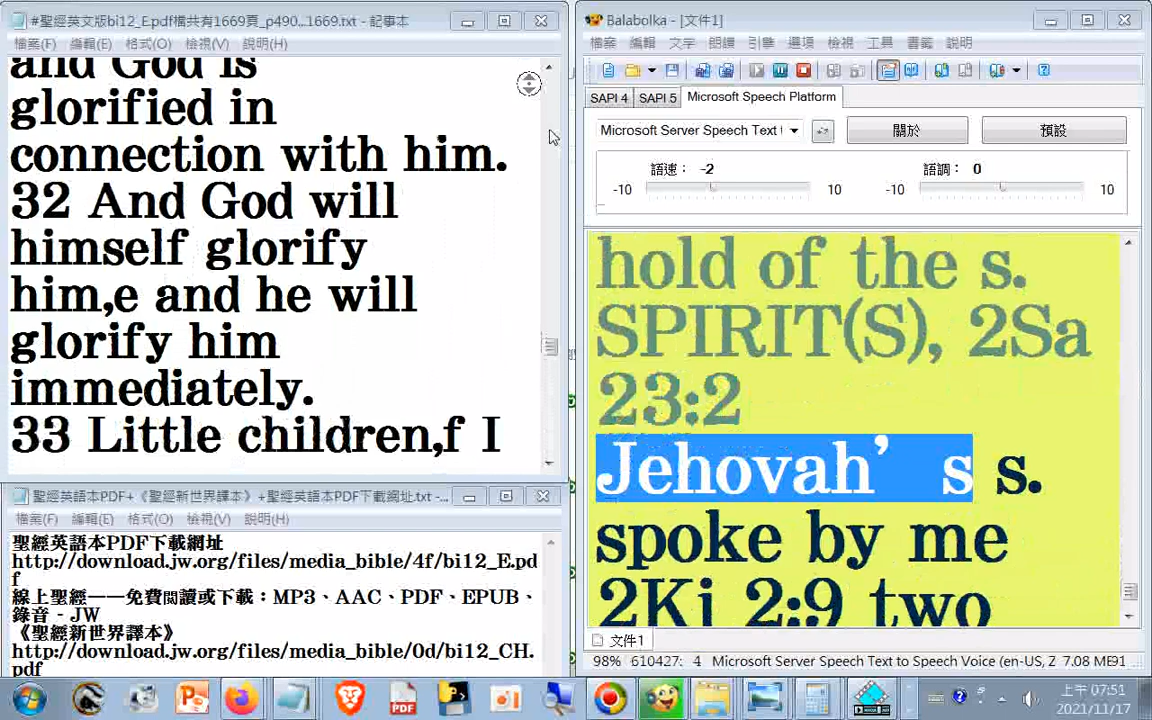 #聖經英文版bi12_E.pdf檔共有1669頁_p490...1669.txt - 記事本
檔案(F) 編輯(E) 格式(O) 檢視(V) 說明(H)
and God is
glorified in
connection with him.
32 And God will
himself glorify
him,e and he will
glorify him
immediately.
33 Little children,f I
聖經英語本PDF+《聖經新世界譯本》+聖經英語本PDF下載網址.txt -...
檔案(F) 編輯(E) 格式(O) 檢視(V) 說明(H)
聖經英語本PDF下載網址
http://download.jw.org/files/media_bible/4f/bi12_E.pd
f
線上聖經——免費閱讀或下載：MP3、AAC、PDF、EPUB、
錄音 - JW
《聖經新世界譯本》
http://download.jw.org/files/media_bible/0d/bi12_CH.
pdf
Balabolka - [文件1]
檔案 編輯 文字 朗讀 引擎 選項 檢視 工具 書籤 說明
SAPI 4 SAPI 5 Microsoft Speech Platform
Microsoft Server Speech Text 關於 預設
語速： -2 語調： 0
-10 10 -10 10
hold of the s.
SPIRIT(S), 2Sa
23:2
Jehovah’s s.
spoke by me
2Ki 2:9 two
文件1
98% 610427: 4 Microsoft Server Speech Text to Speech Voice (en-US, Z 7.08 ME91
PDF
上午 07:51
2021/11/17